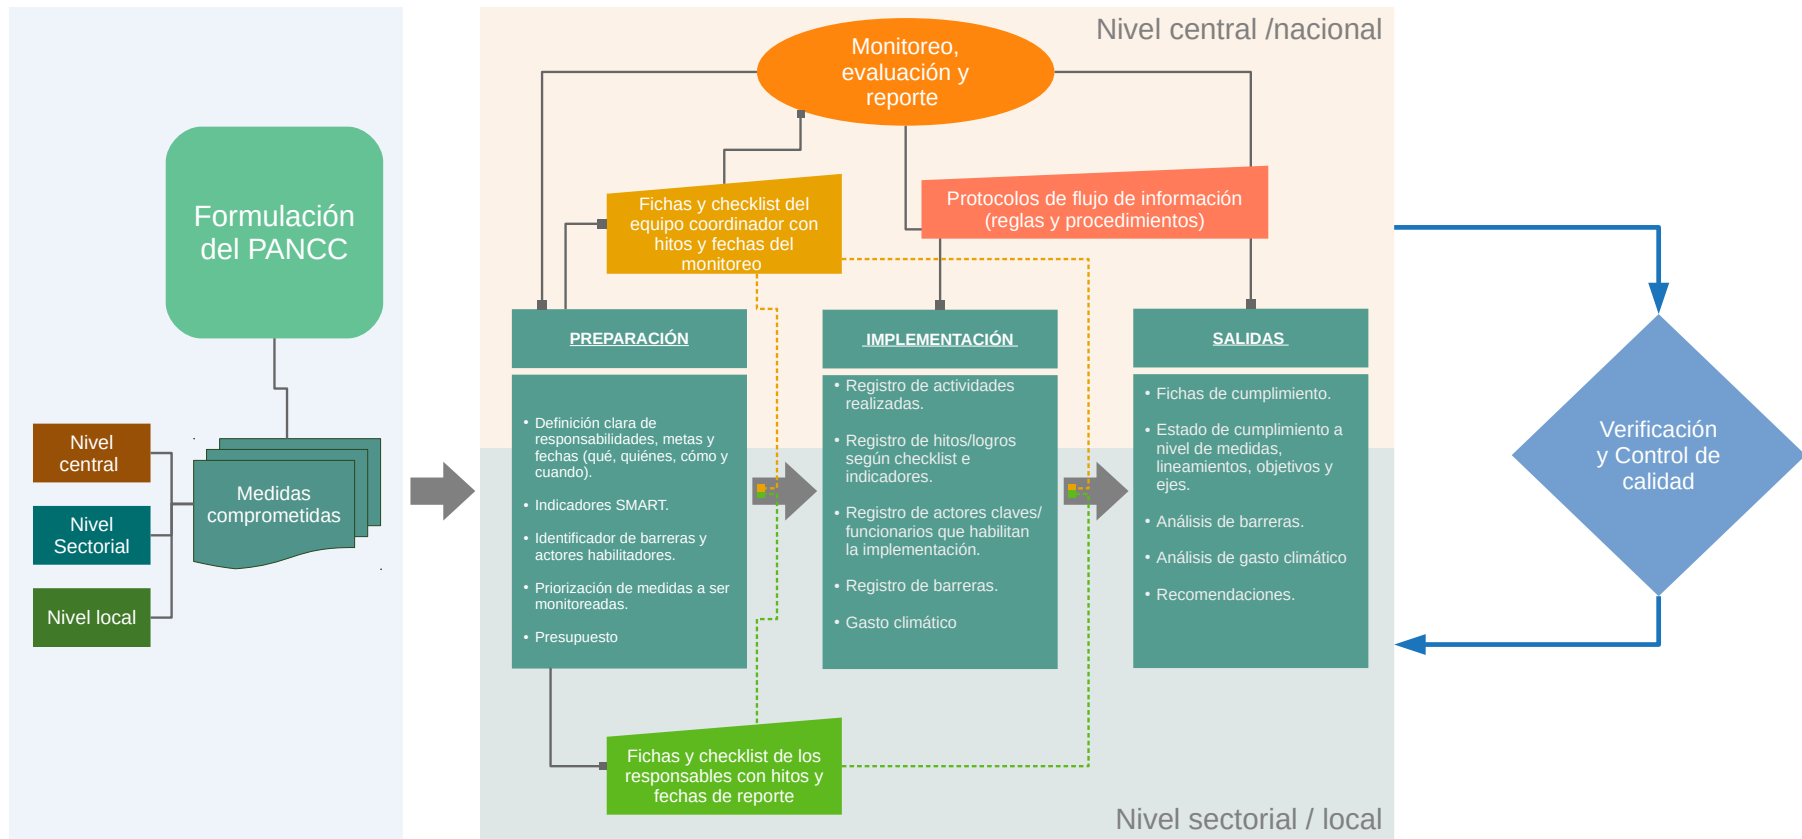 Nivel central /nacional
Monitoreo,
evaluación y
reporte
Formulación
del PANCC
Fichas y checklist del
equipo coordinador con
hitos y fechas del
monitoreo
Protocolos de flujo de información
(reglas y procedimientos)
Nivel
central
Nivel
Sectorial
Nivel local
Medidas
comprometidas
PREPARACIÓN
• Definición clara de
responsabilidades, metas y
fechas (qué, quiénes, cómo y
cuando).
• Indicadores SMART.
• Identificador de barreras y
actores habilitadores.
• Priorización de medidas a ser
monitoreadas.
• Presupuesto
IMPLEMENTACIÓN
• Registro de actividades
realizadas.
• Registro de hitos/logros
según checklist e
indicadores.
• Registro de actores claves/
funcionarios que habilitan
la implementación.
• Registro de barreras.
• Gasto climático
SALIDAS
• Fichas de cumplimiento.
• Estado de cumplimiento a
nivel de medidas,
lineamientos, objetivos y
ejes.
• Análisis de barreras.
• Análisis de gasto climático
• Recomendaciones.
Verificación
y Control de
calidad
Fichas y checklist de los
responsables con hitos y
fechas de reporte
Nivel sectorial / local